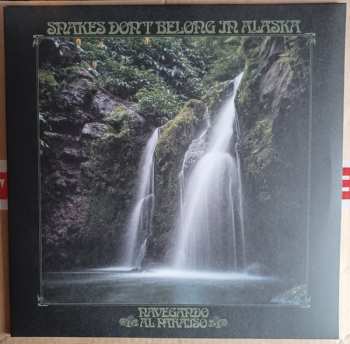 SNAKES DON'T BELONG IN ALASKA
NAVEGANDO
AL PARAISO